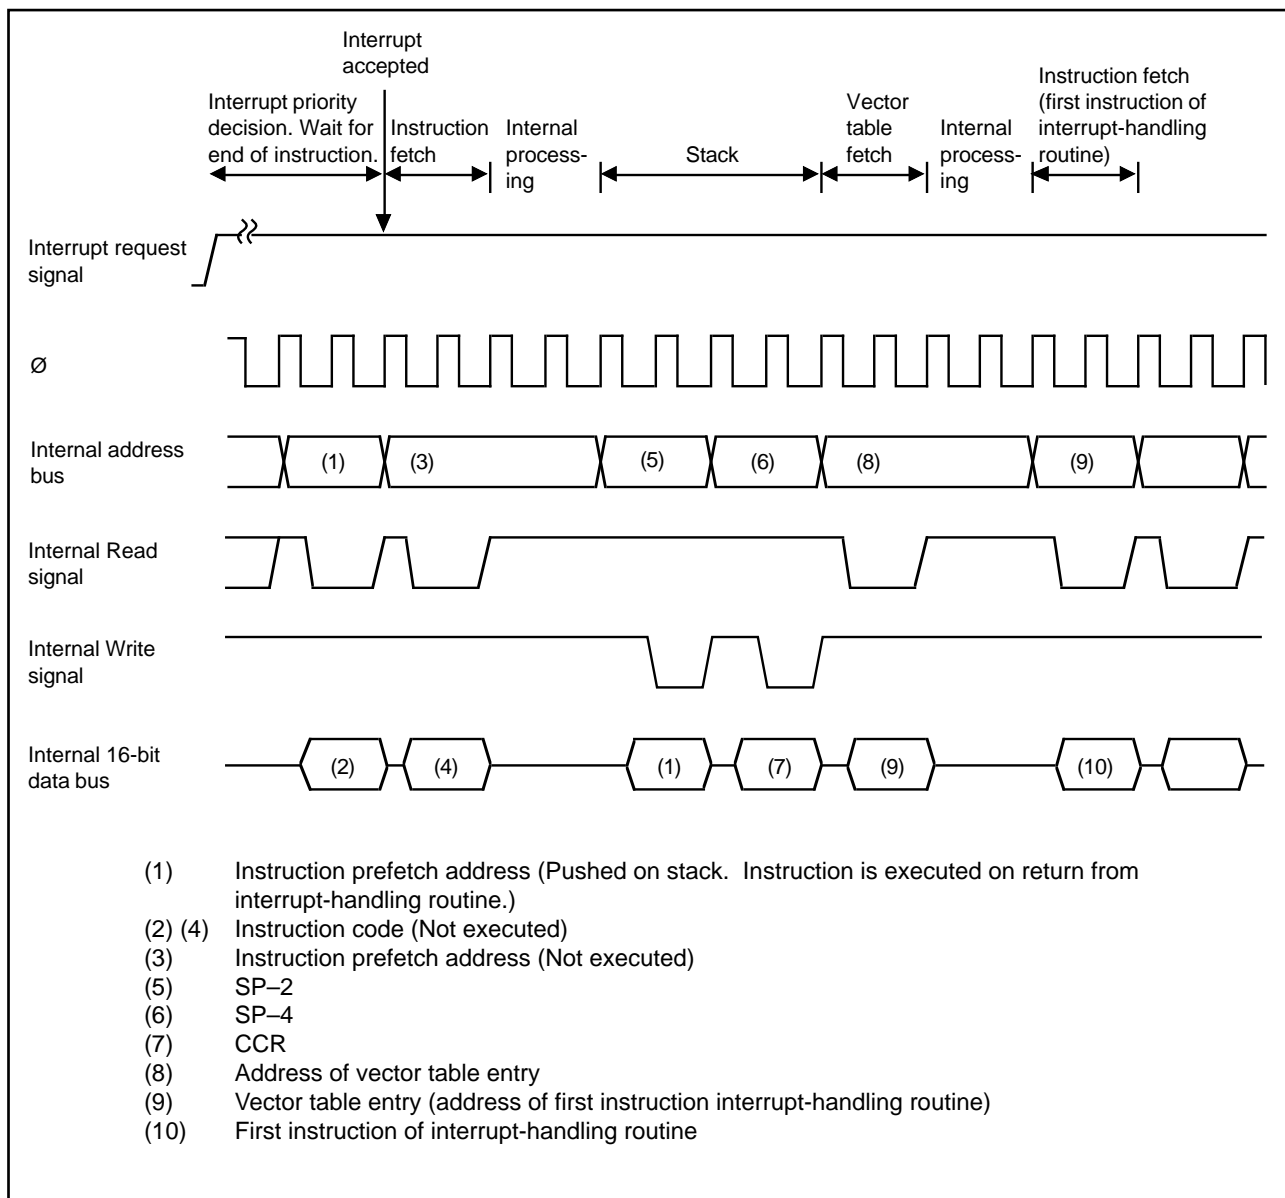 Interrupt
accepted
Interrupt priority
decision. Wait for
end of instruction.
Instruction
fetch
Internal
process-
ing
Stack
Vector
table
fetch
Internal
process-
ing
Instruction fetch
(first instruction of
interrupt-handling
routine)
Interrupt request
signal
Ø
Internal address
bus
(1) (3) (5) (6) (8) (9)
Internal Read
signal
Internal Write
signal
Internal 16-bit
data bus
(2) (4) (1) (7) (9) (10)
(1) Instruction prefetch address (Pushed on stack. Instruction is executed on return from
interrupt-handling routine.)
(2) (4) Instruction code (Not executed)
(3) Instruction prefetch address (Not executed)
(5) SP–2
(6) SP–4
(7) CCR
(8) Address of vector table entry
(9) Vector table entry (address of first instruction interrupt-handling routine)
(10) First instruction of interrupt-handling routine